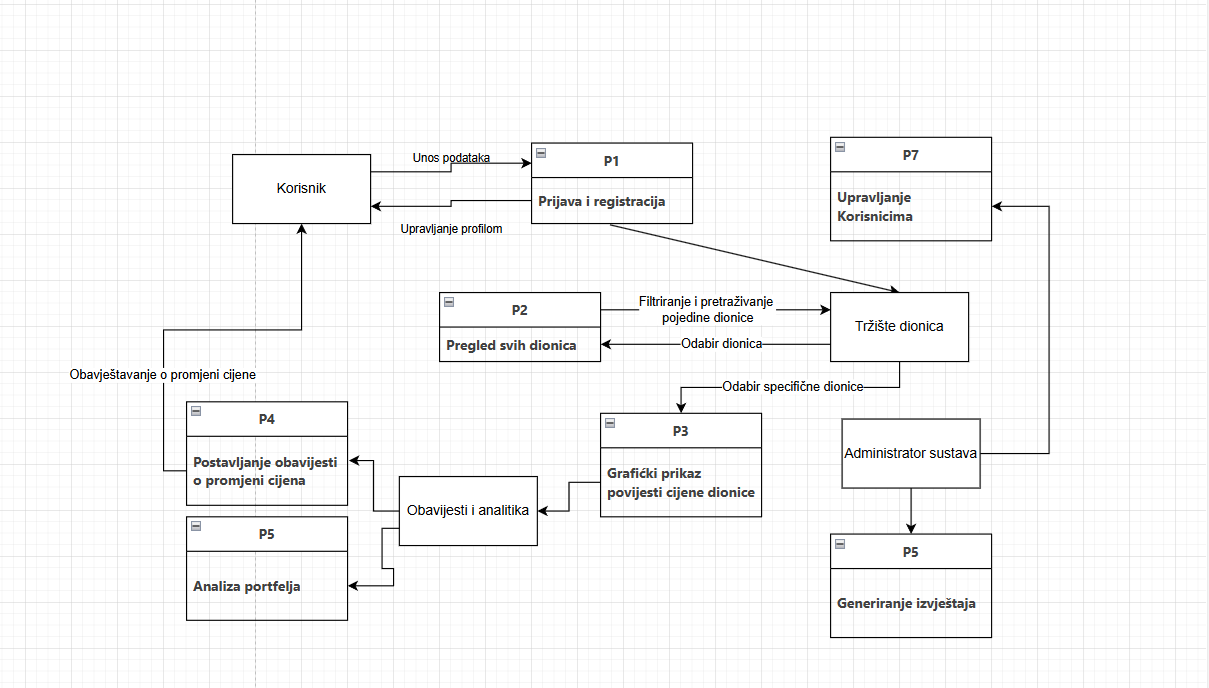 Korisnik
Unos podataka
Upravljanje profilom
P1
Prijava i registracija
P7
Upravljanje
Korisnicima
P2
Pregled svih dionica
Filtriranje i pretraživanje
pojedine dionice
Odabir dionica
Tržište dionica
Odabir specifične dionice
Obavještavanje o promjeni cijene
P4
Postavljanje obavijesti
o promjeni cijena
P3
Grafićki prikaz
povijesti cijene dionice
Administrator sustava
Obavijesti i analitika
P5
Analiza portfelja
P5
Generiranje izvještaja